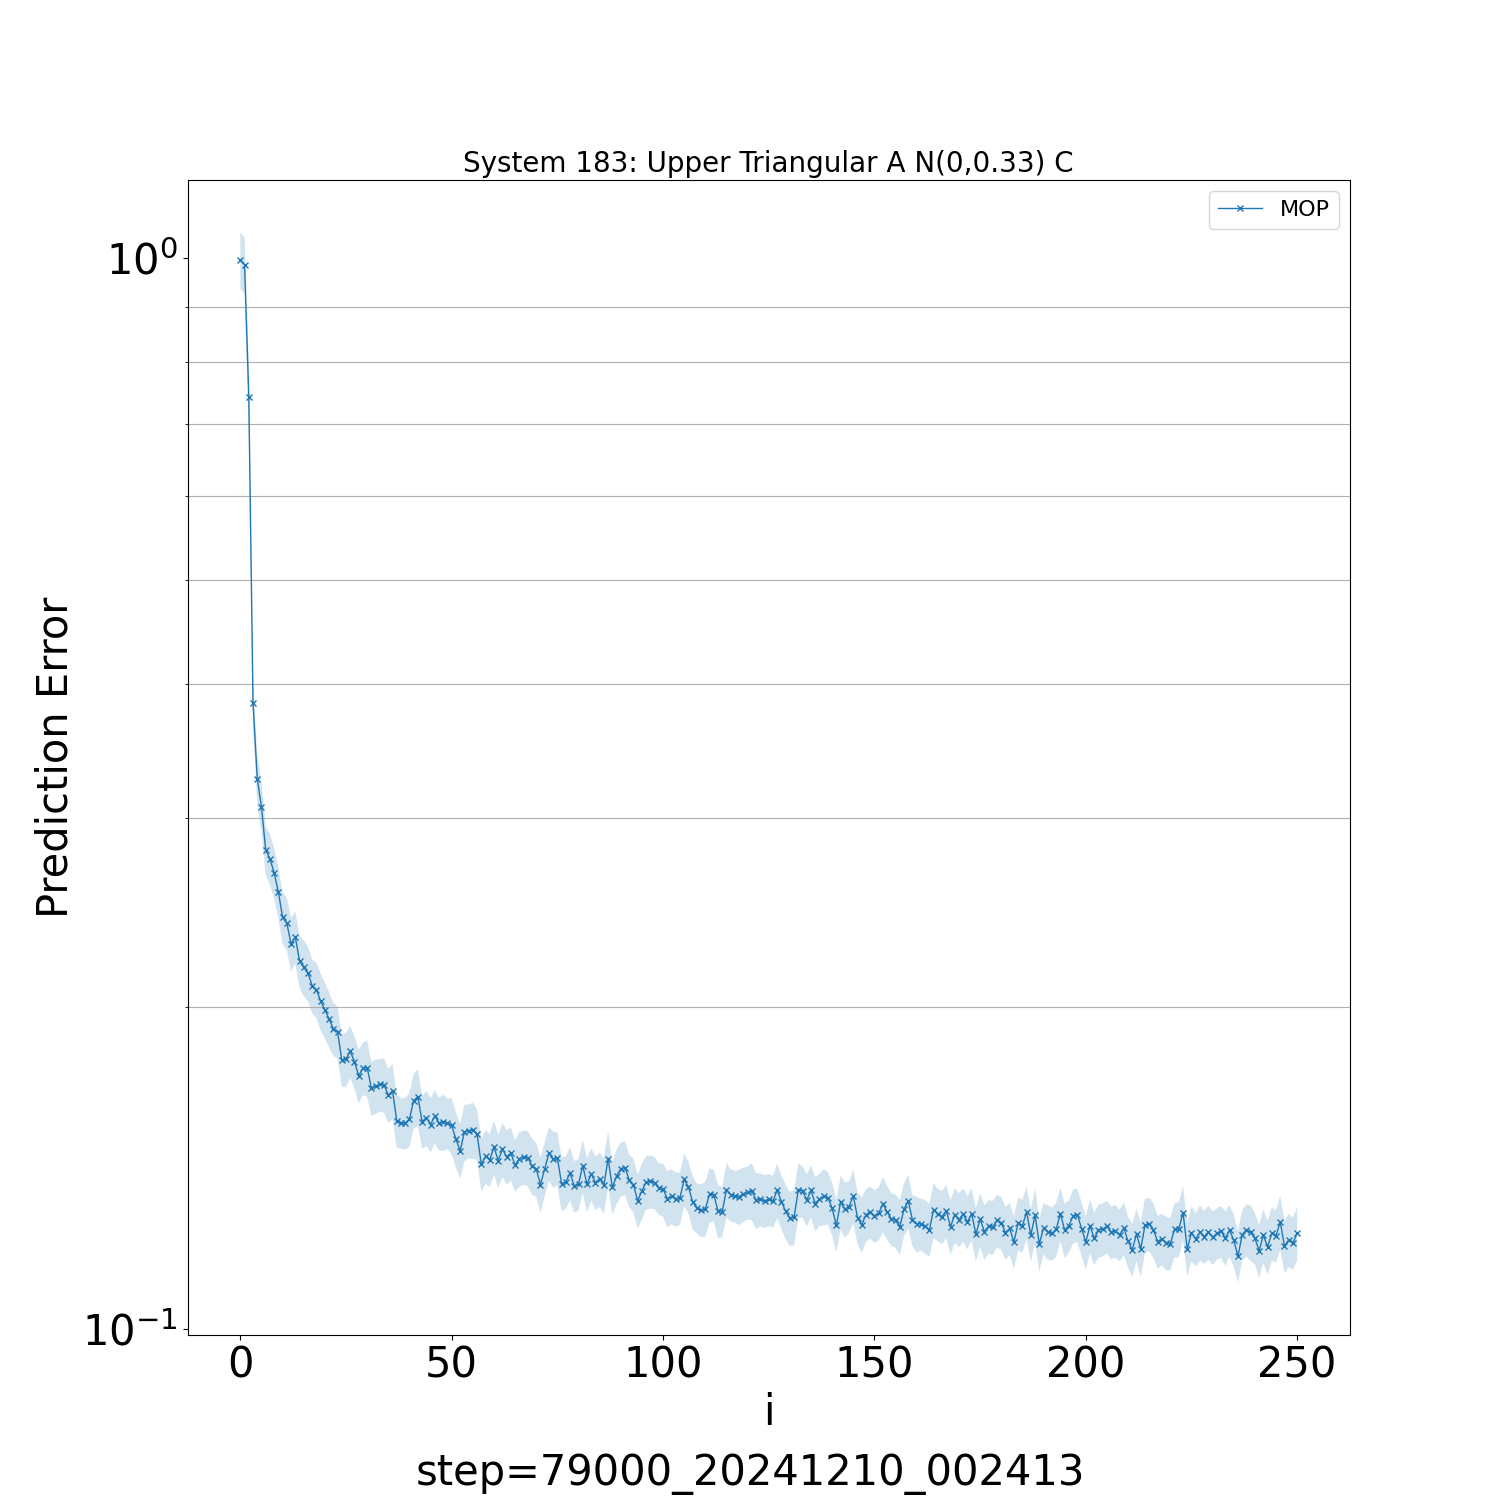 System 183: Upper Triangular A N(0,0.33) C
MOP
10⁰
10⁻¹
Prediction Error
0 50 100 150 200 250
i
step=79000_20241210_002413